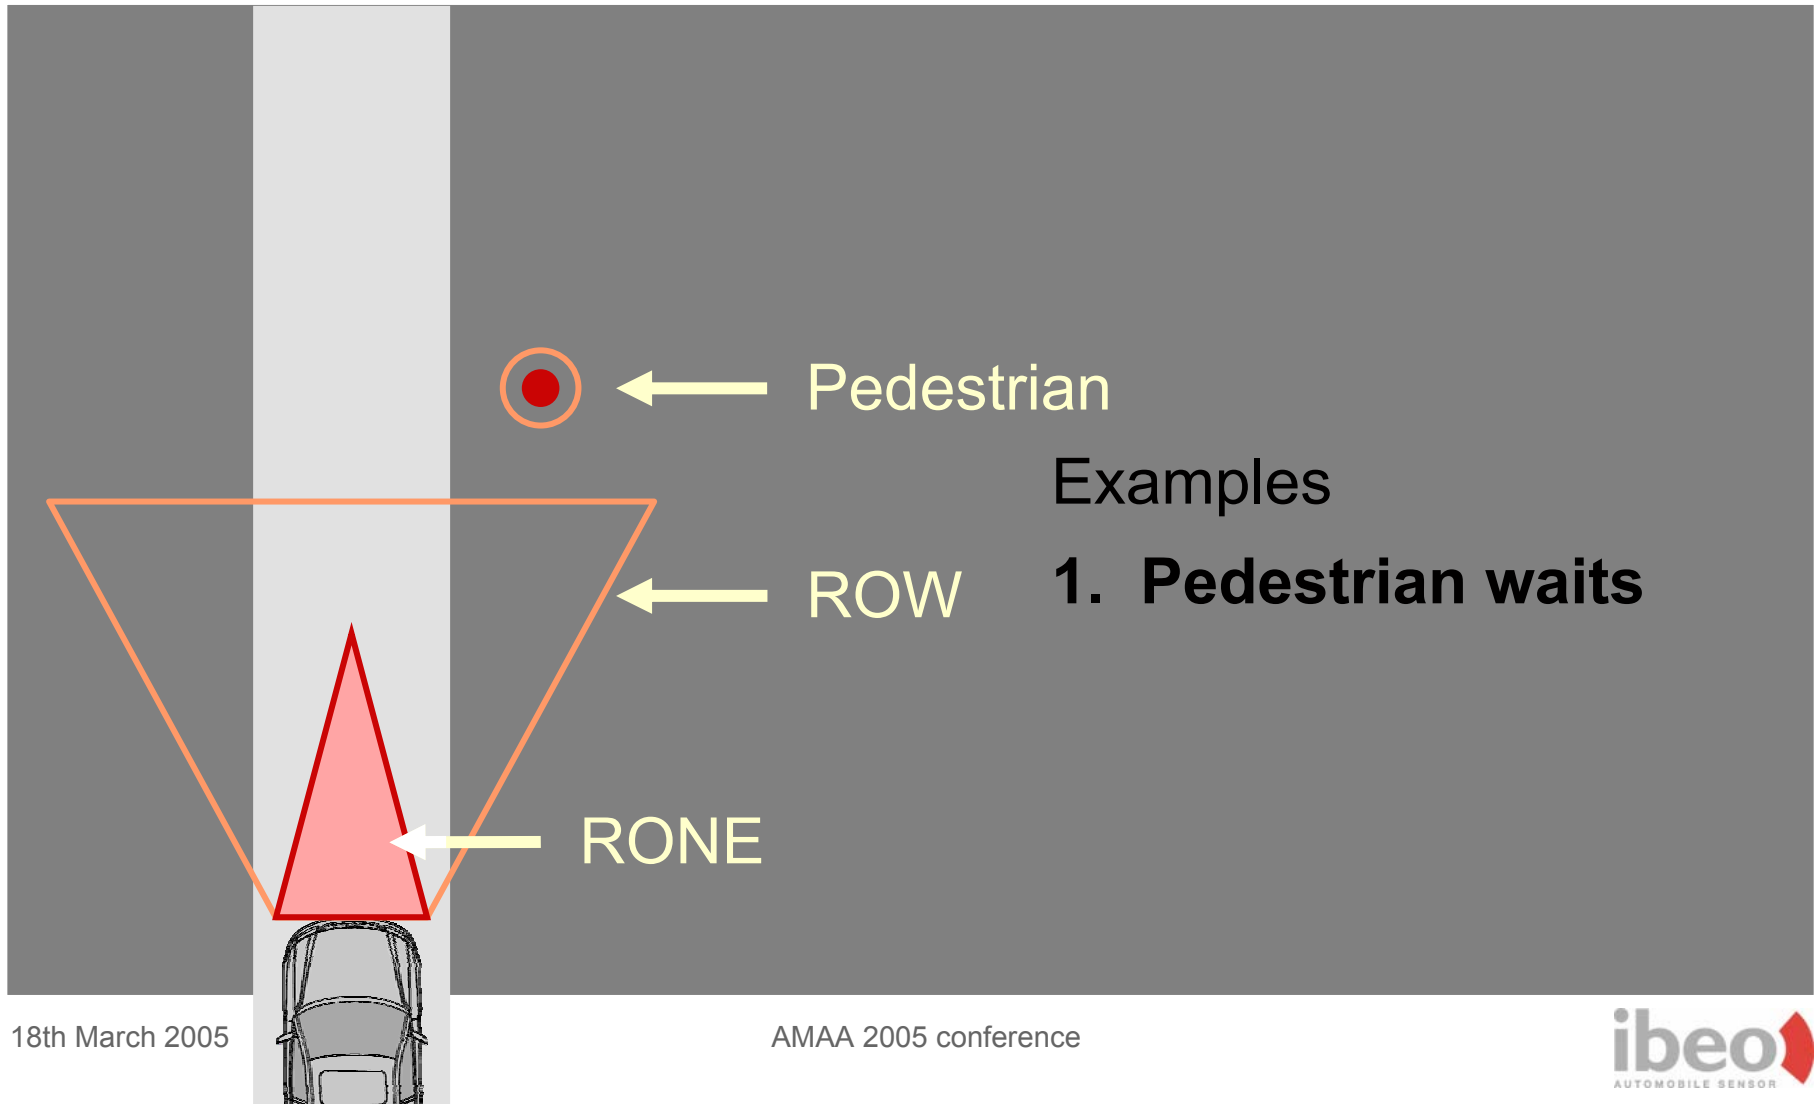 Pedestrian
Examples
ROW
1. Pedestrian waits
RONE
18th March 2005
AMAA 2005 conference
ibeo
AUTOMOBILE SENSOR